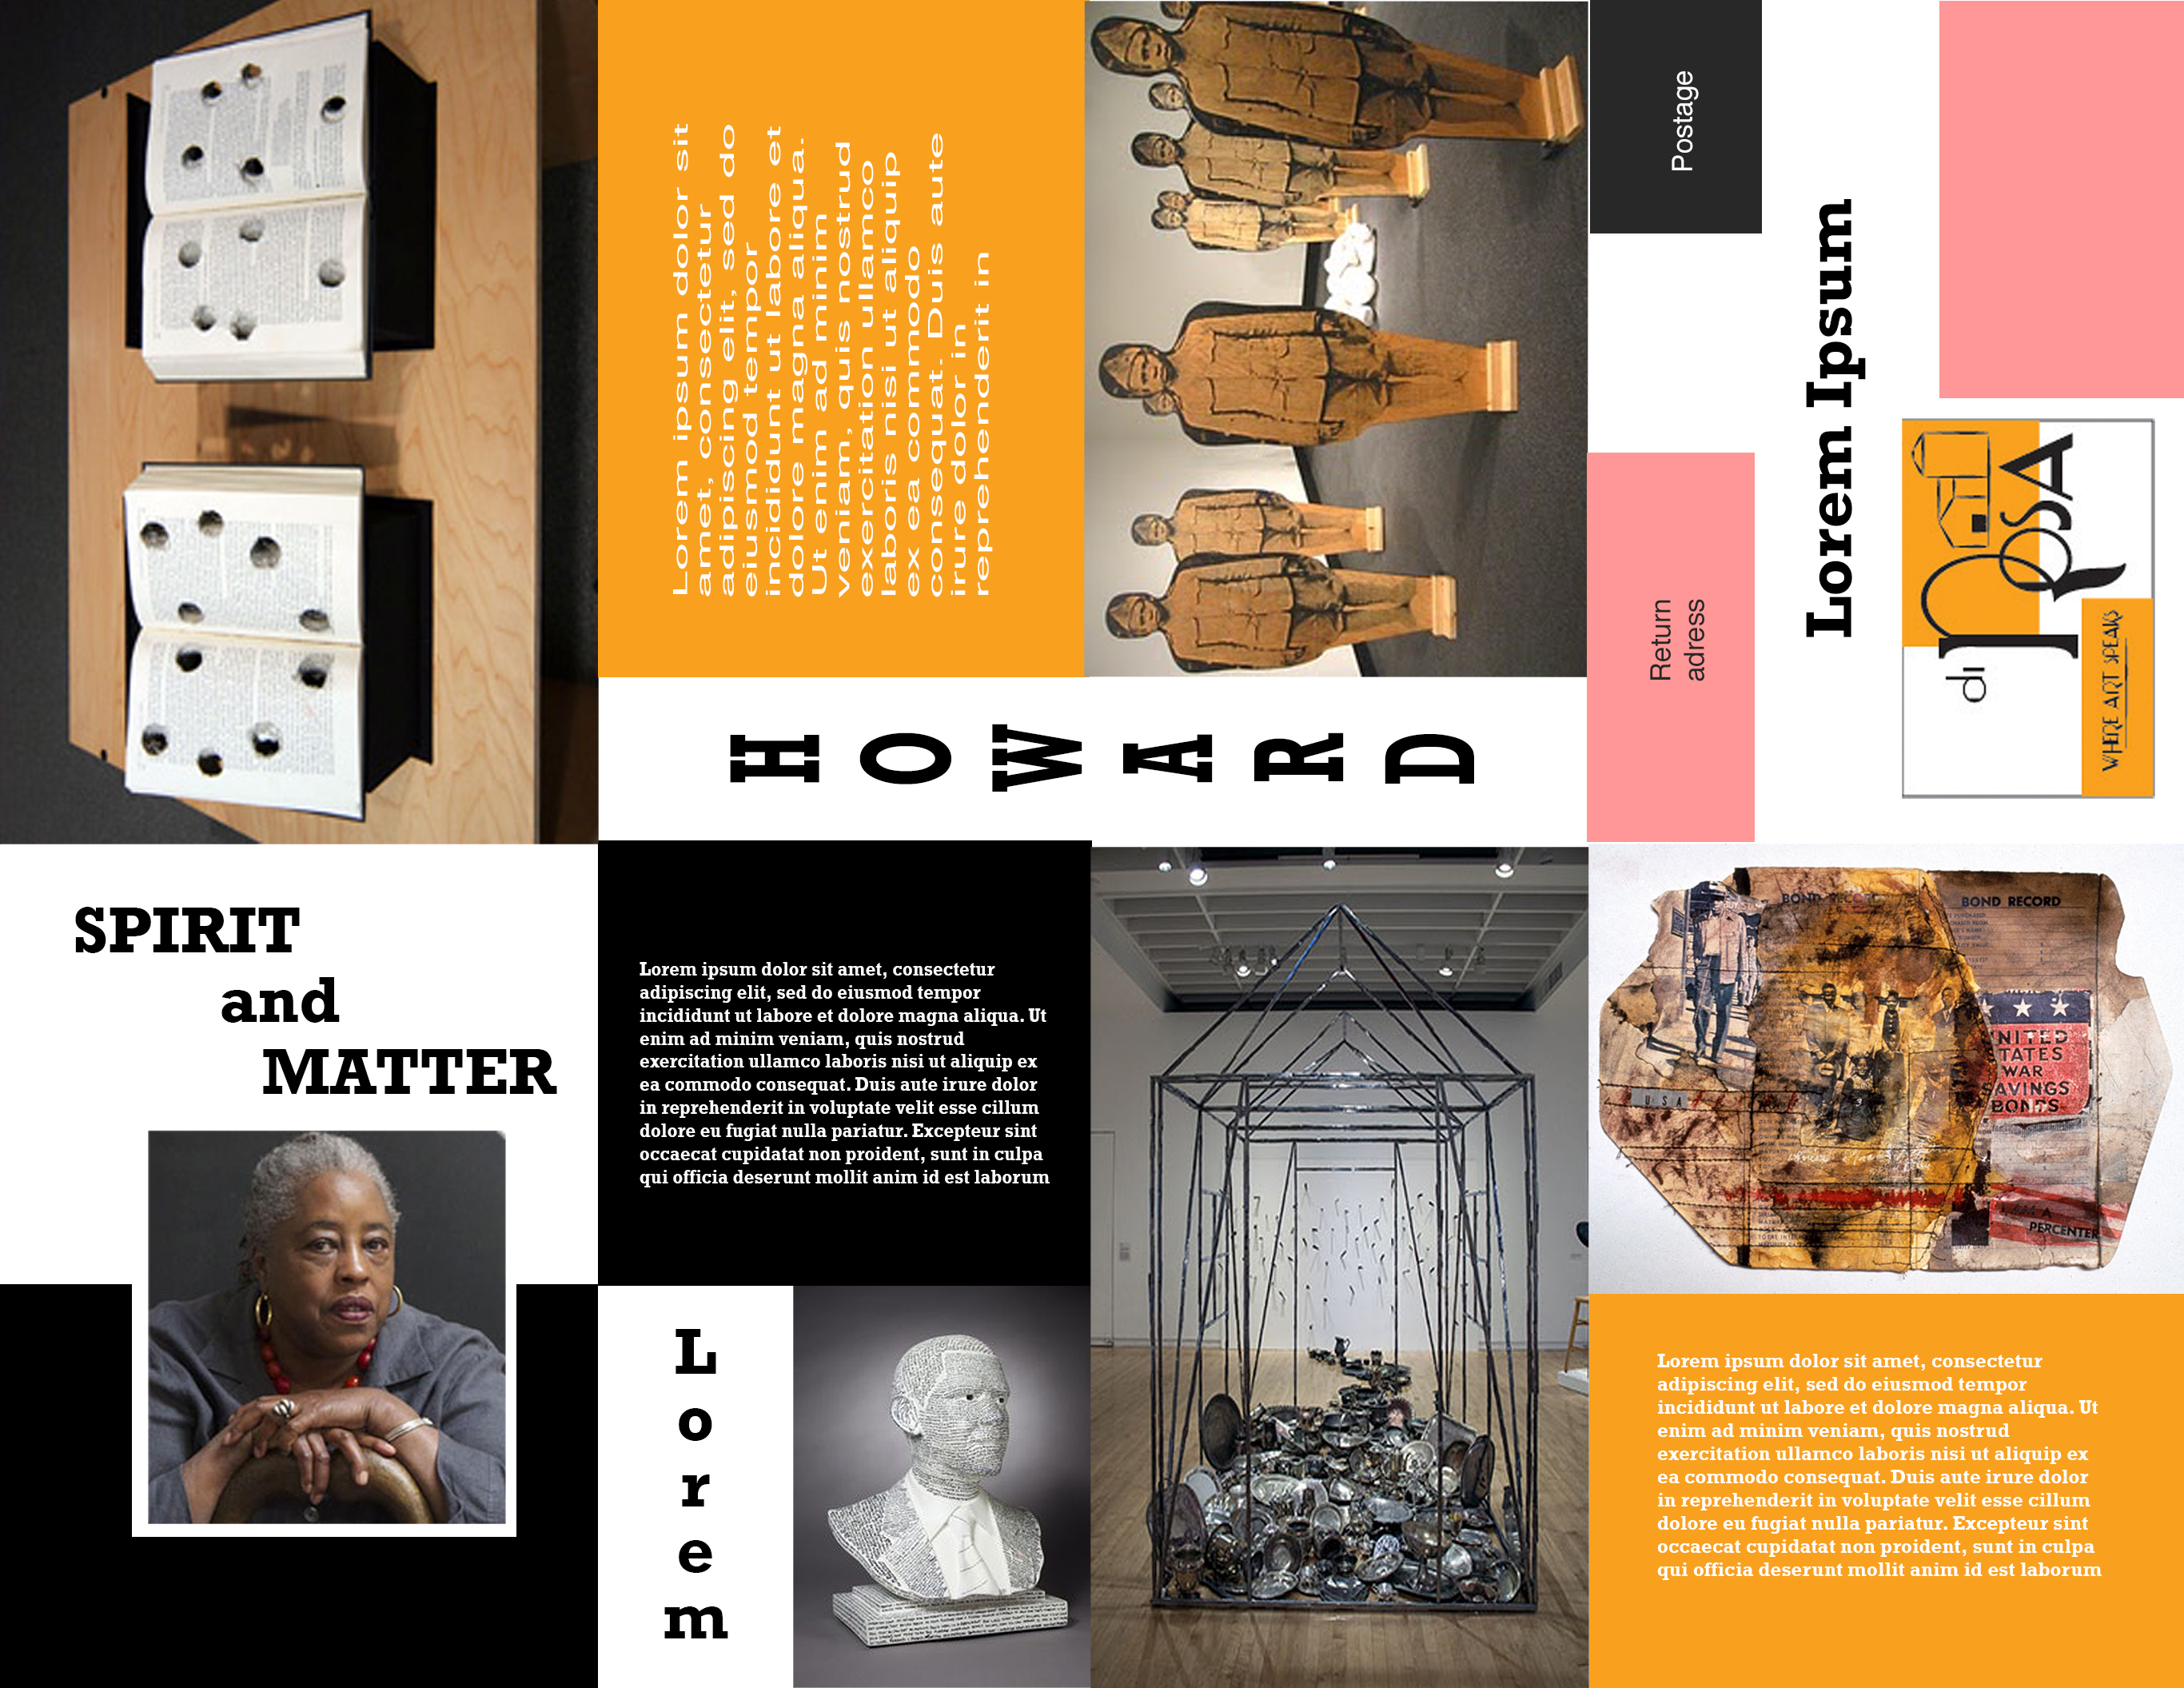 Lorem ipsum dolor sit
amet, consectetur
adipiscing elit, sed do
eiusmod tempor
incididunt ut labore et
dolore magna aliqua.
Ut enim ad minim
veniam, quis nostrud
exercitation ullamco
laboris nisi ut aliquip
ex ea commodo
consequat. Duis aute
irure dolor in
reprehenderit in
HOWARD
Postage
Return
adress
Lorem Ipsum
di ROSA
WHERE ART SPEAKS
SPIRIT
and
MATTER
Lorem ipsum dolor sit amet, consectetur
adipiscing elit, sed do eiusmod tempor
incididunt ut labore et dolore magna aliqua. Ut
enim ad minim veniam, quis nostrud
exercitation ullamco laboris nisi ut aliquip ex
ea commodo consequat. Duis aute irure dolor
in reprehenderit in voluptate velit esse cillum
dolore eu fugiat nulla pariatur. Excepteur sint
occaecat cupidatat non proident, sunt in culpa
qui officia deserunt mollit anim id est laborum
Lorem
BOND RECORD
BOND RECORD
NITED
TATES
WAR
SAVINGS
BONDS
USA
PERCENTER
Lorem ipsum dolor sit amet, consectetur
adipiscing elit, sed do eiusmod tempor
incididunt ut labore et dolore magna aliqua. Ut
enim ad minim veniam, quis nostrud
exercitation ullamco laboris nisi ut aliquip ex
ea commodo consequat. Duis aute irure dolor
in reprehenderit in voluptate velit esse cillum
dolore eu fugiat nulla pariatur. Excepteur sint
occaecat cupidatat non proident, sunt in culpa
qui officia deserunt mollit anim id est laborum